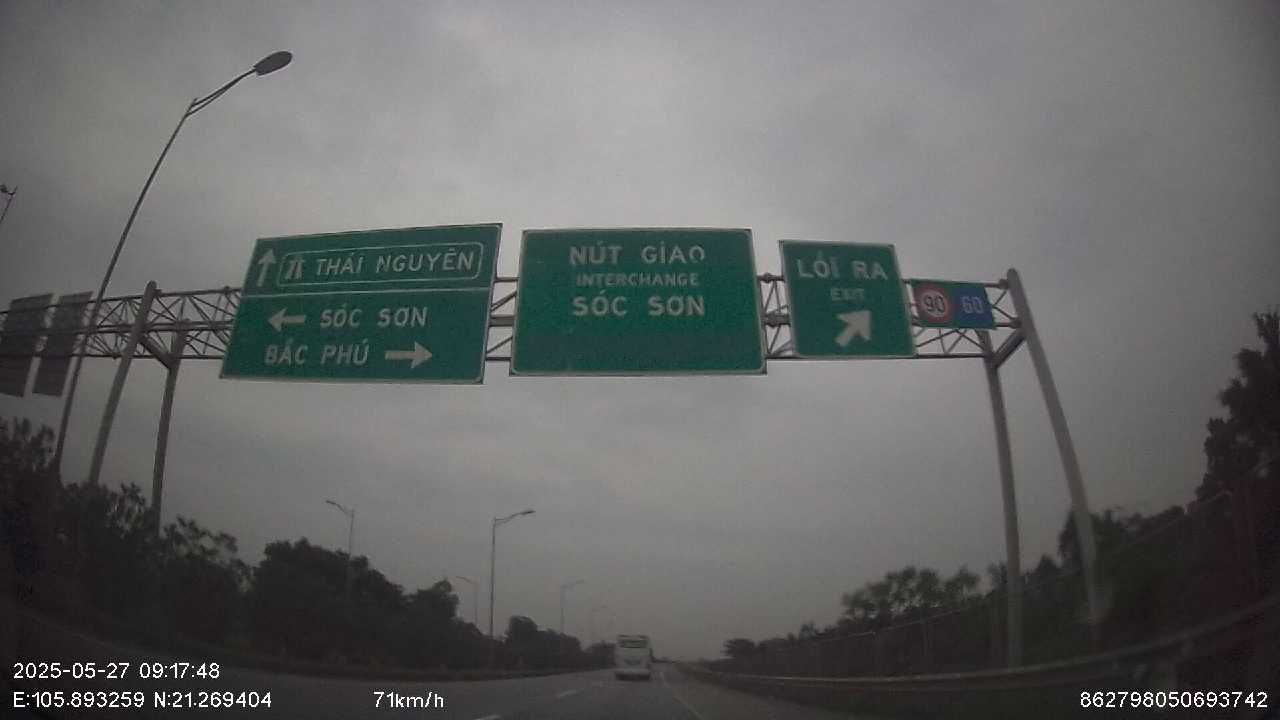 THÁI NGUYÊN
SÓC SƠN
BẮC PHÚ
NÚT GIAO
INTERCHANGE
SÓC SƠN
LỐI RA
EXIT
90
60
2025-05-27 09:17:48
E:105.893259 N:21.269404 71km/h 862798050693742